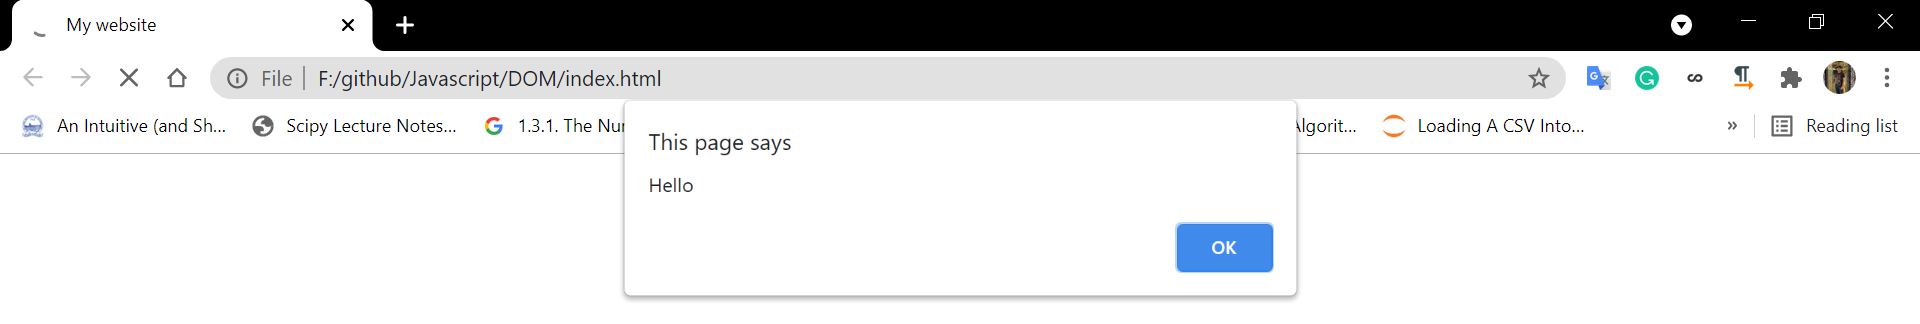 My website
File F:/github/Javascript/DOM/index.html
An Intuitive (and Sh... Scipy Lecture Notes... 1.3.1. The Nu Algorit... Loading A CSV Into... » Reading list
This page says
Hello
OK